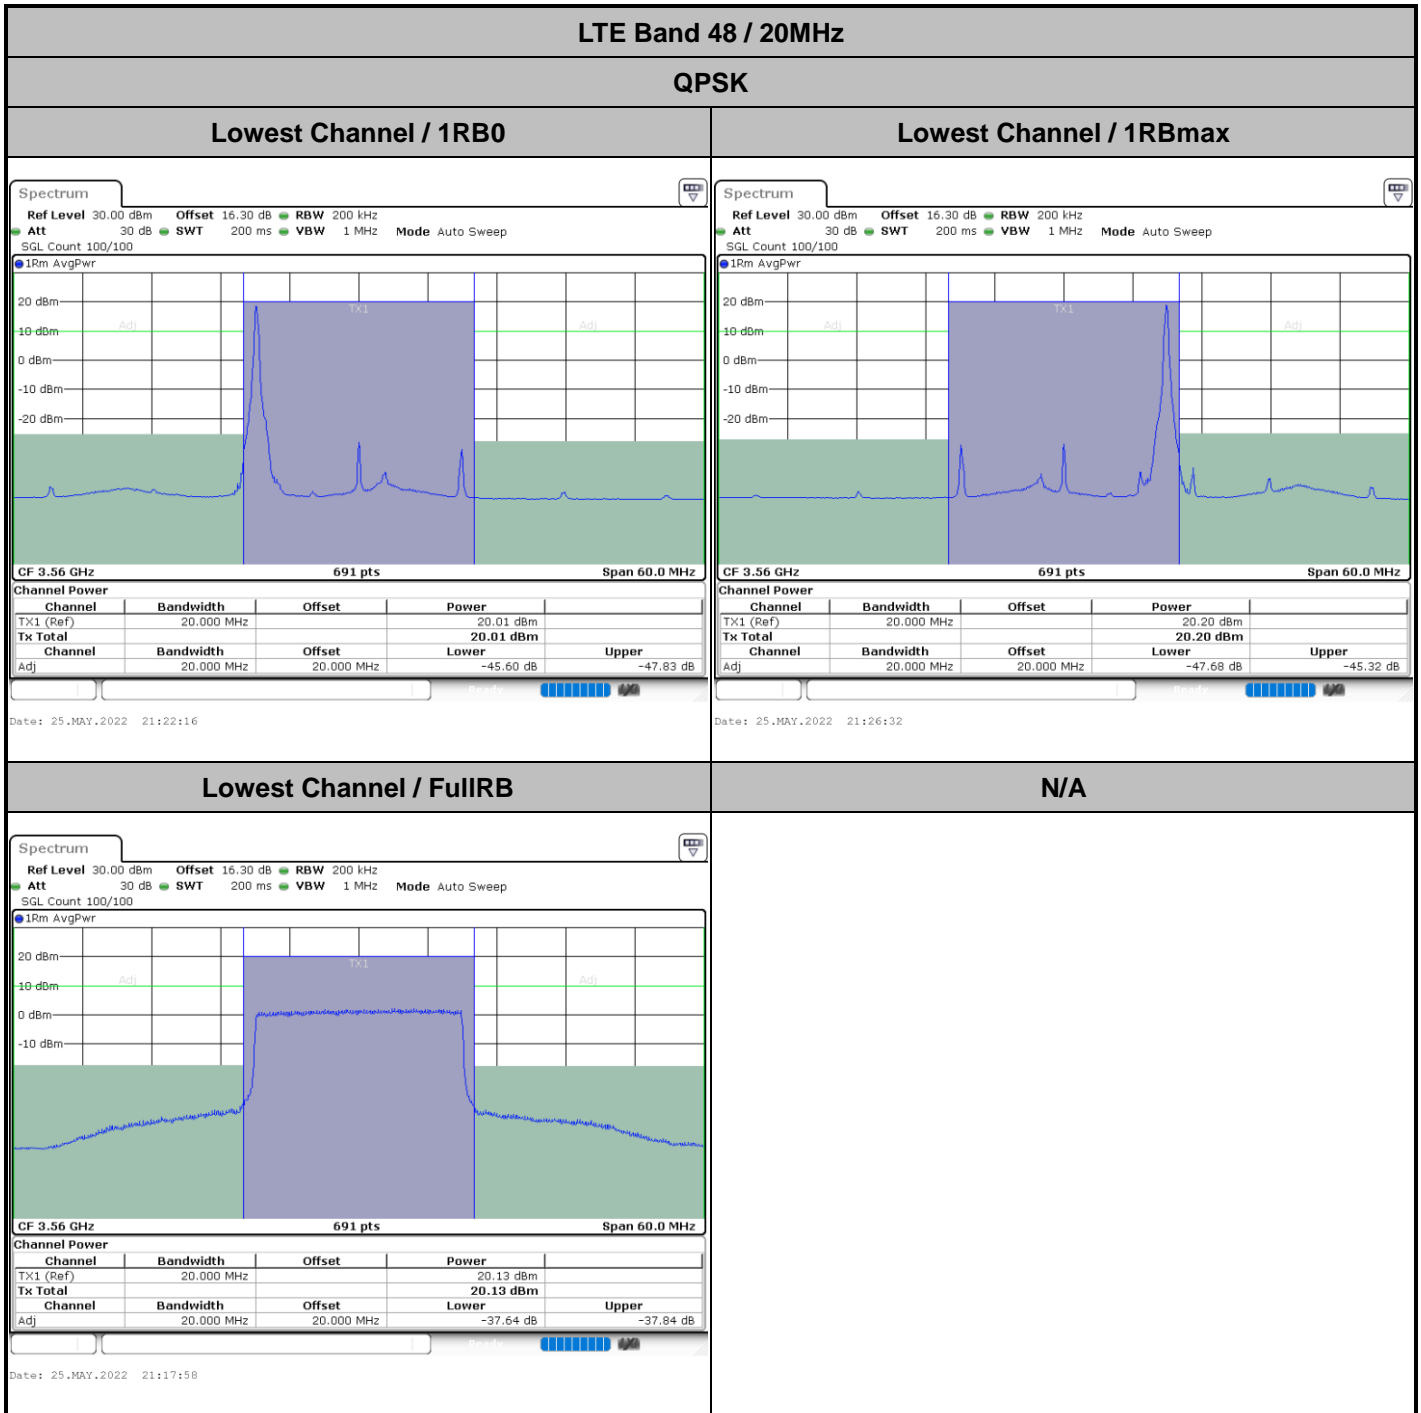 LTE Band 48 / 20MHz
QPSK
Lowest Channel / 1RB0
Lowest Channel / 1RBmax
Spectrum
Ref Level 30.00 dBm Offset 16.30 dB RBW 200 kHz
Att 30 dB SWT 200 ms VBW 1 MHz Mode Auto Sweep
SGL Count 100/100
1Rm AvgPwr
TX1
20 dBm
Adj Adj
10 dBm
0 dBm
-10 dBm
-20 dBm
CF 3.56 GHz 691 pts Span 60.0 MHz
Channel Power
Channel Bandwidth Offset Power
TX1 (Ref) 20.000 MHz 20.01 dBm
Tx Total 20.01 dBm
Channel Bandwidth Offset Lower Upper
Adj 20.000 MHz 20.000 MHz -45.60 dB -47.83 dB
Ready
Date: 25.MAY.2022 21:22:16
Spectrum
Ref Level 30.00 dBm Offset 16.30 dB RBW 200 kHz
Att 30 dB SWT 200 ms VBW 1 MHz Mode Auto Sweep
SGL Count 100/100
1Rm AvgPwr
TX1
20 dBm
Adj Adj
10 dBm
0 dBm
-10 dBm
-20 dBm
CF 3.56 GHz 691 pts Span 60.0 MHz
Channel Power
Channel Bandwidth Offset Power
TX1 (Ref) 20.000 MHz 20.20 dBm
Tx Total 20.20 dBm
Channel Bandwidth Offset Lower Upper
Adj 20.000 MHz 20.000 MHz -47.68 dB -45.32 dB
Ready
Date: 25.MAY.2022 21:26:32
Lowest Channel / FullRB
N/A
Spectrum
Ref Level 30.00 dBm Offset 16.30 dB RBW 200 kHz
Att 30 dB SWT 200 ms VBW 1 MHz Mode Auto Sweep
SGL Count 100/100
1Rm AvgPwr
TX1
20 dBm
Adj Adj
10 dBm
0 dBm
-10 dBm
CF 3.56 GHz 691 pts Span 60.0 MHz
Channel Power
Channel Bandwidth Offset Power
TX1 (Ref) 20.000 MHz 20.13 dBm
Tx Total 20.13 dBm
Channel Bandwidth Offset Lower Upper
Adj 20.000 MHz 20.000 MHz -37.64 dB -37.84 dB
Ready
Date: 25.MAY.2022 21:17:58